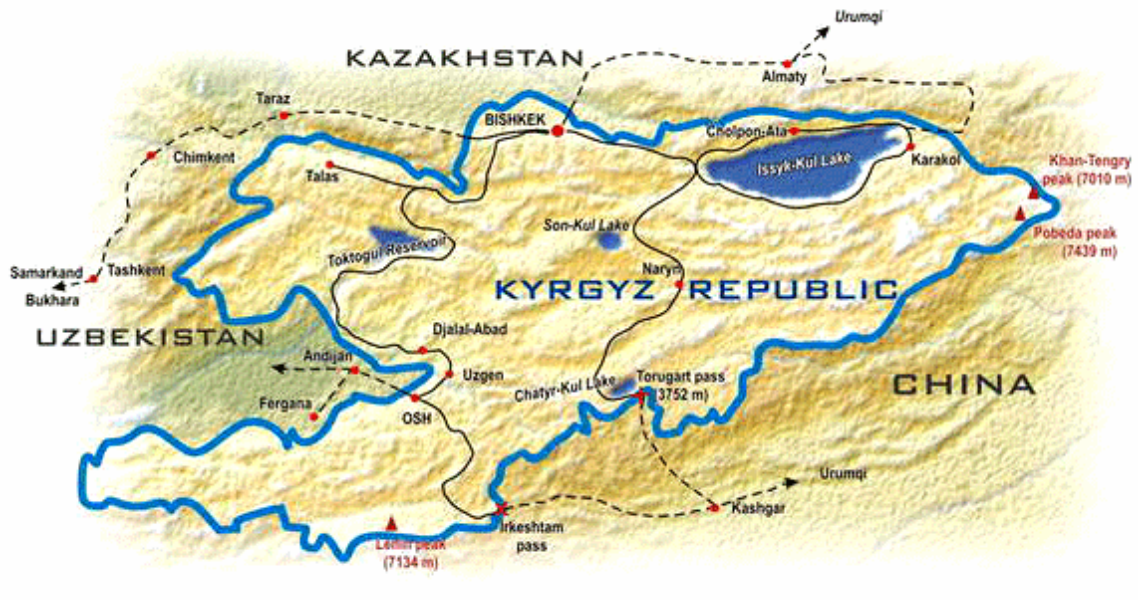 Urumqi
KAZAKHSTAN
Almaty
Taraz
BISHKEK
Cholpon-Ata
Chimkent
Issyk-Kul Lake
Karakol
Khan-Tengry
peak (7010 m)
Talas
Son-Kul Lake
Pobeda peak
(7439 m)
Toktogul Reservoir
Samarkand
Tashkent
Bukhara
Naryn
KYRGYZ REPUBLIC
UZBEKISTAN
Djalal-Abad
Andijan
Uzgen
Chatyr-Kul Lake
Torugart pass
(3752 m)
CHINA
Fergana
OSH
Urumqi
Kashgar
Irkeshtam
pass
Lenin peak
(7134 m)